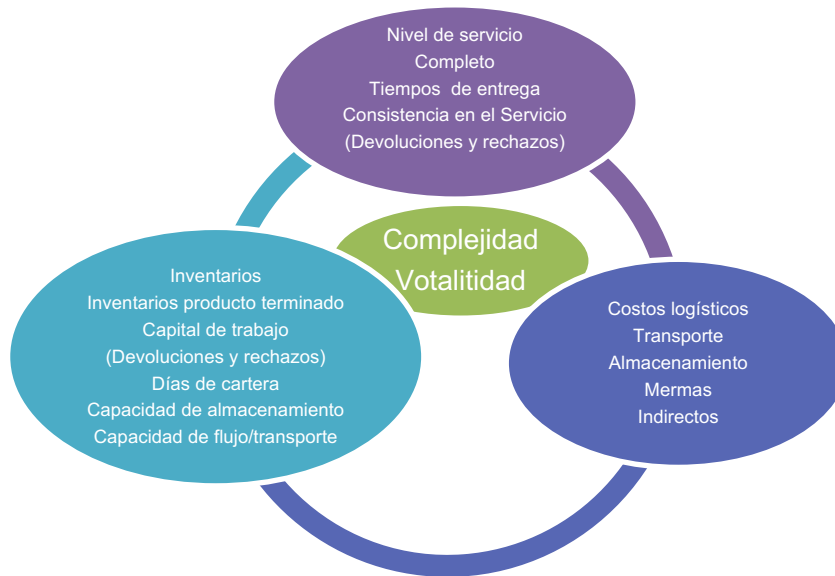 Nivel de servicio
Completo
Tiempos de entrega
Consistencia en el Servicio
(Devoluciones y rechazos)
Complejidad
Votalitidad
Inventarios
Inventarios producto terminado
Capital de trabajo
(Devoluciones y rechazos)
Días de cartera
Capacidad de almacenamiento
Capacidad de flujo/transporte
Costos logísticos
Transporte
Almacenamiento
Mermas
Indirectos